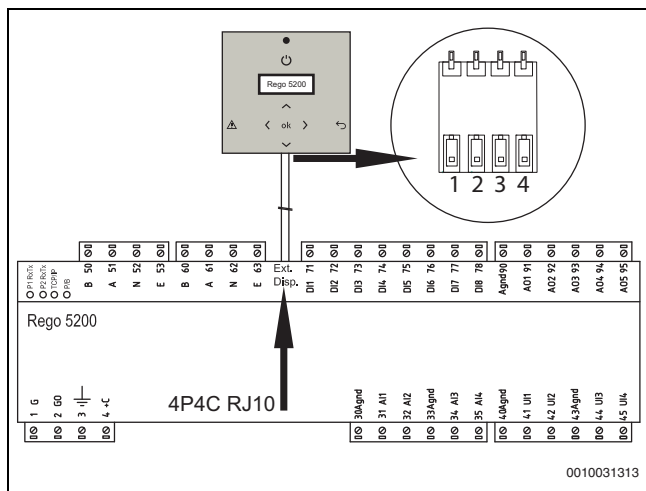 Rego 5200
ok
1 2 3 4
P1 RxTx
P2 RxTx
TCP/IP
P/B
B 50
A 51
N 52
E 53
B 60
A 61
N 62
E 63
Ext.
Disp.
DI1 71
DI2 72
DI3 73
DI4 74
DI5 75
DI6 76
DI7 77
DI8 78
Agnd90
AO1 91
AO2 92
AO3 93
AO4 94
AO5 95
Rego 5200
4P4C RJ10
1 G
2 GO
3
4 +C
30Agnd
31 AI1
32 AI2
33Agnd
34 AI3
35 AI4
40Agnd
41 UI1
42 UI2
43Agnd
44 UI3
45 UI4
0010031313